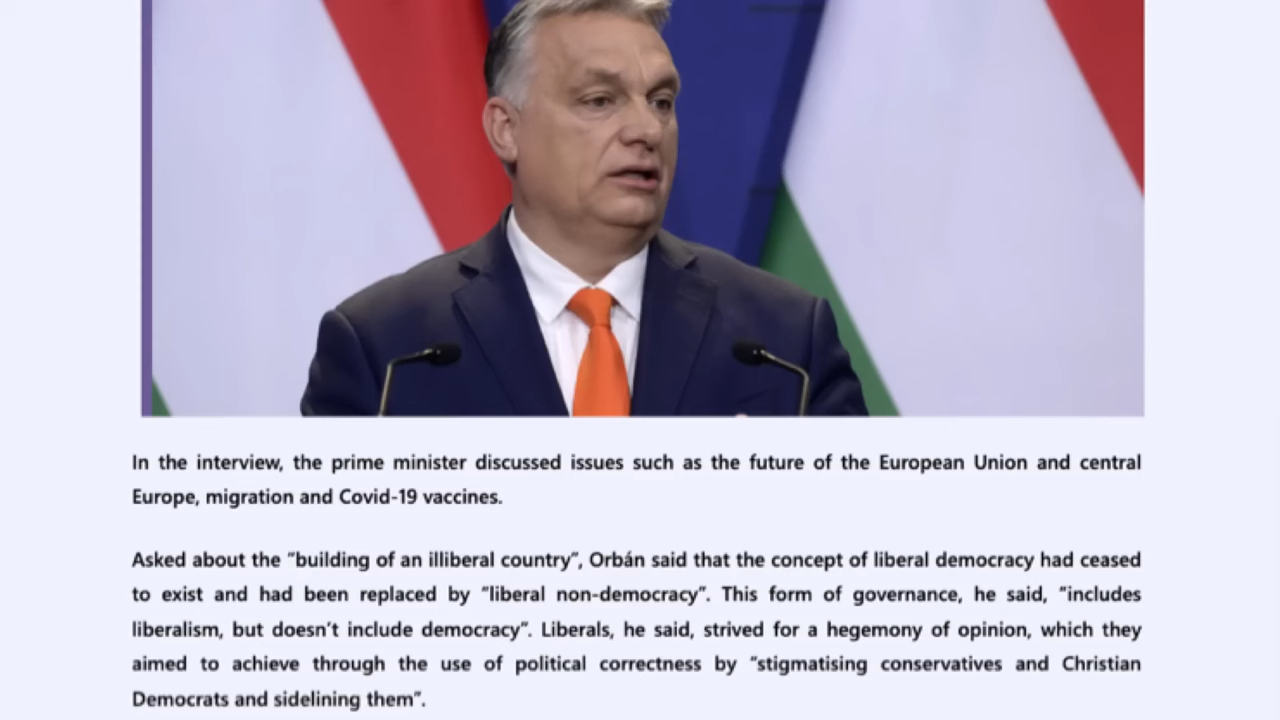 In the interview, the prime minister discussed issues such as the future of the European Union and central
Europe, migration and Covid-19 vaccines.
Asked about the "building of an illiberal country", Orbán said that the concept of liberal democracy had ceased
to exist and had been replaced by "liberal non-democracy". This form of governance, he said, "includes
liberalism, but doesn't include democracy". Liberals, he said, strived for a hegemony of opinion, which they
aimed to achieve through the use of political correctness by "stigmatising conservatives and Christian
Democrats and sidelining them".